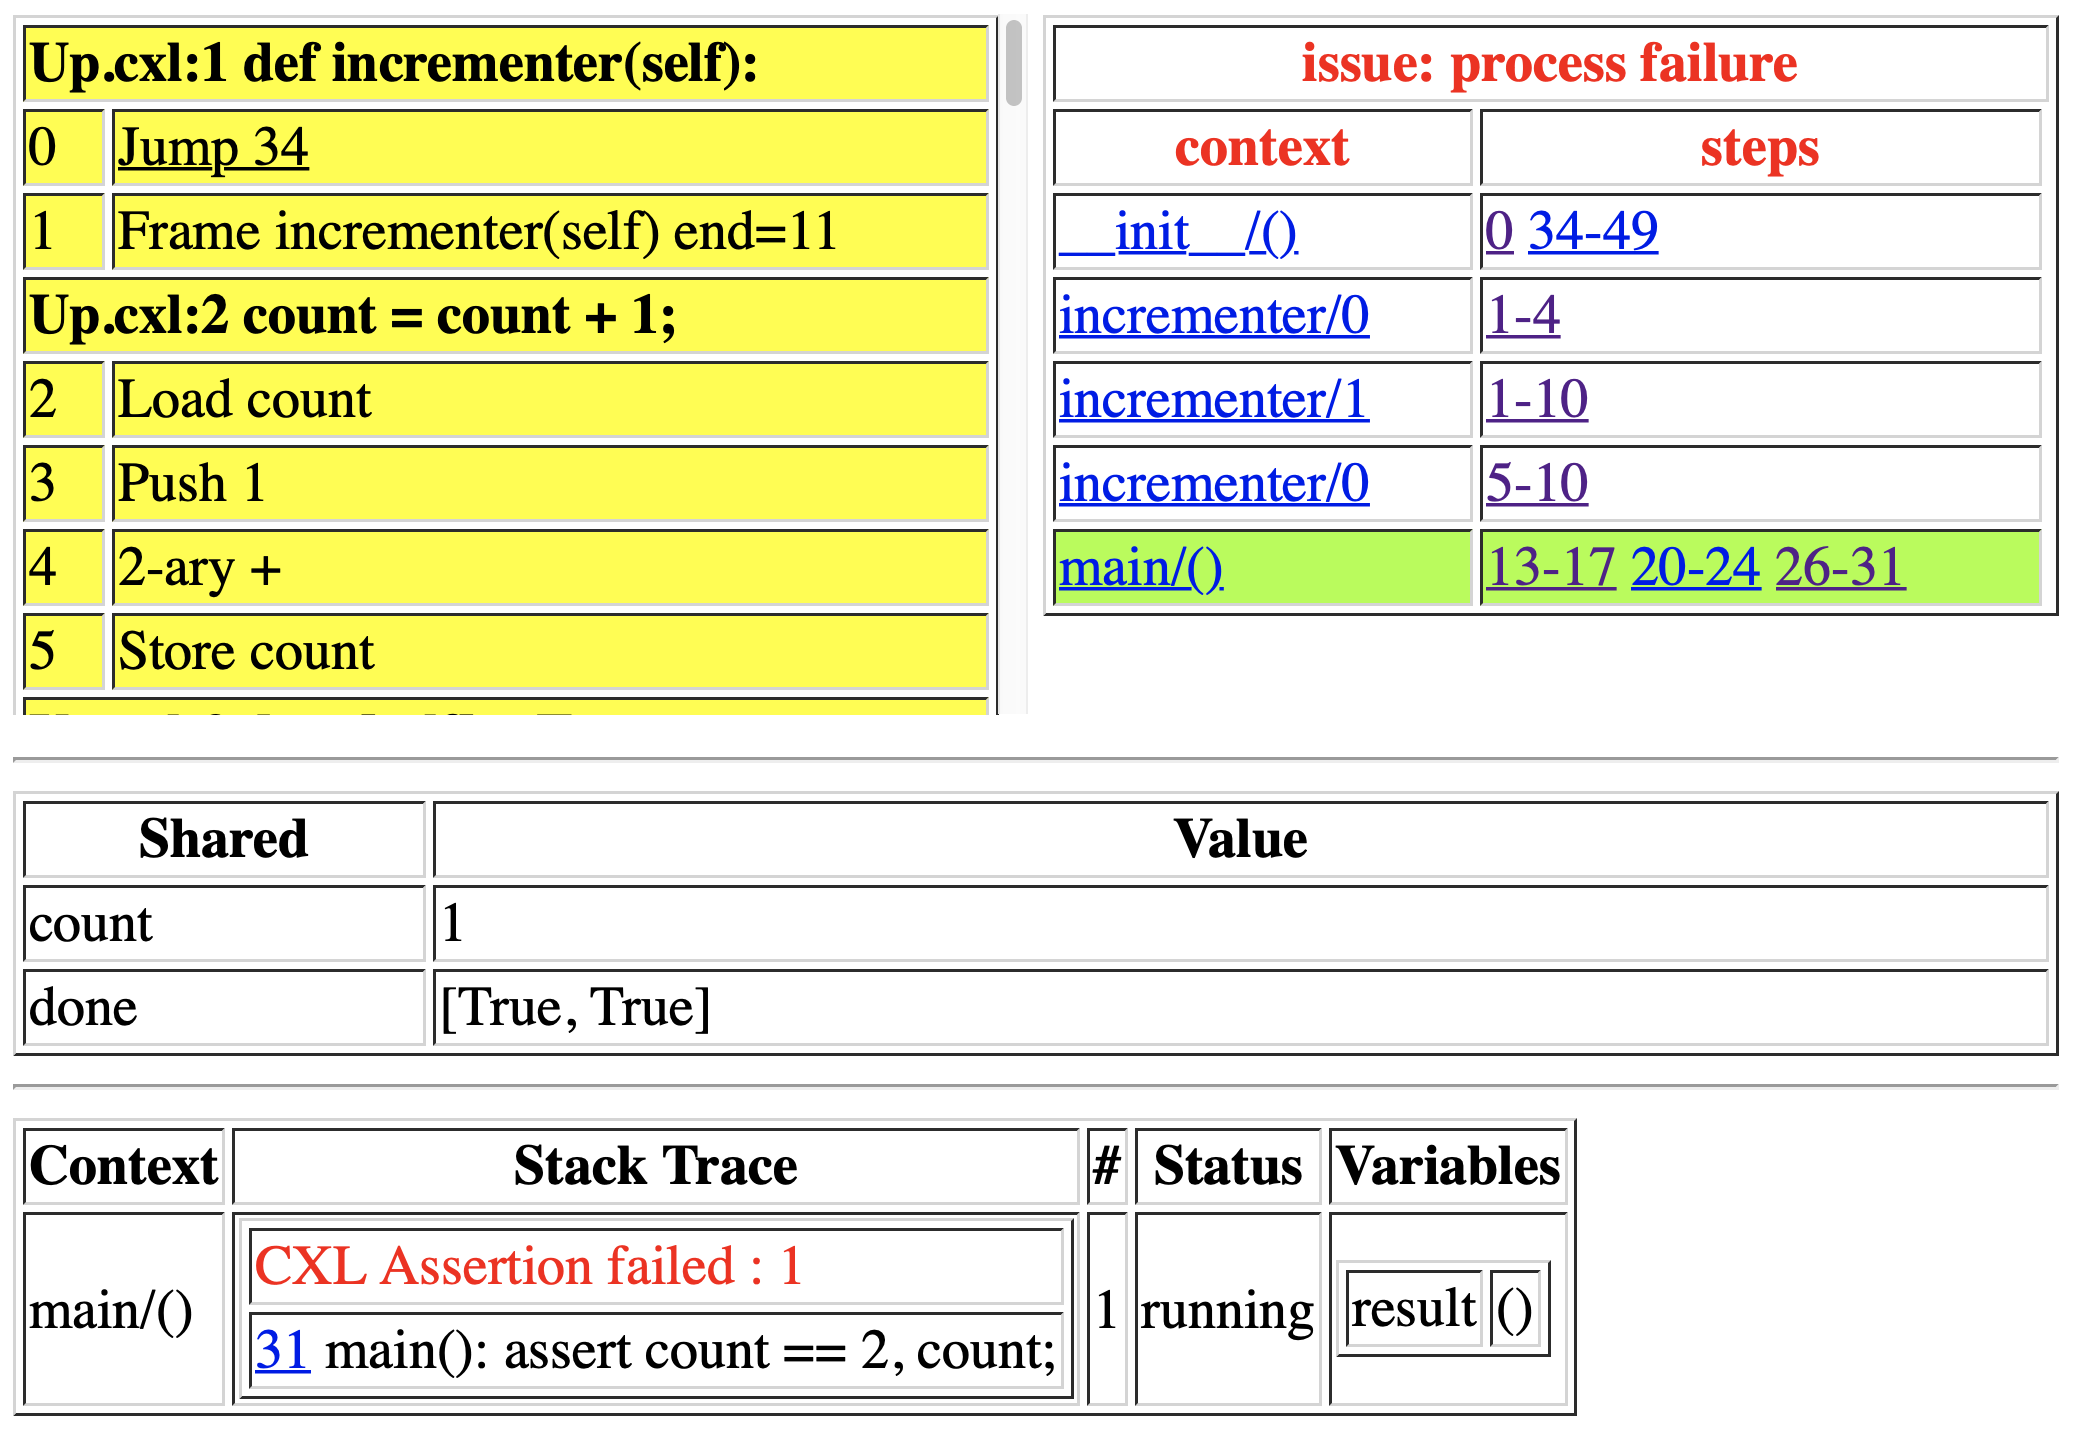 Up.cxl:1 def incrementer(self):
0 Jump 34
1 Frame incrementer(self) end=11
Up.cxl:2 count = count + 1;
2 Load count
3 Push 1
4 2-ary +
5 Store count
issue: process failure
context steps
__init__/() 0 34-49
incrementer/0 1-4
incrementer/1 1-10
incrementer/0 5-10
main/() 13-17 20-24 26-31
Shared Value
count 1
done [True, True]
Context Stack Trace # Status Variables
main/() CXL Assertion failed : 1
31 main(): assert count == 2, count; 1 running result ()